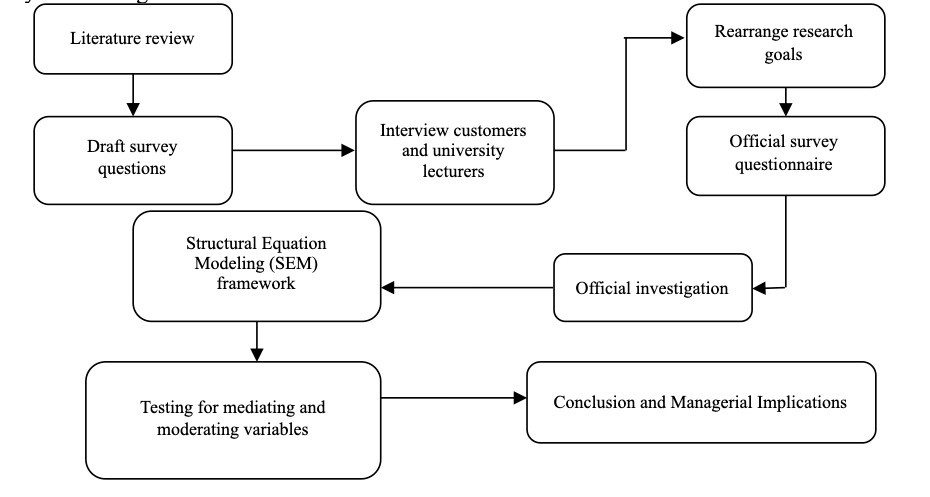 Literature review
Draft survey
questions
Interview customers
and university
lecturers
Rearrange research
goals
Official survey
questionnaire
Official investigation
Structural Equation
Modeling (SEM)
framework
Testing for mediating and
moderating variables
Conclusion and Managerial Implications